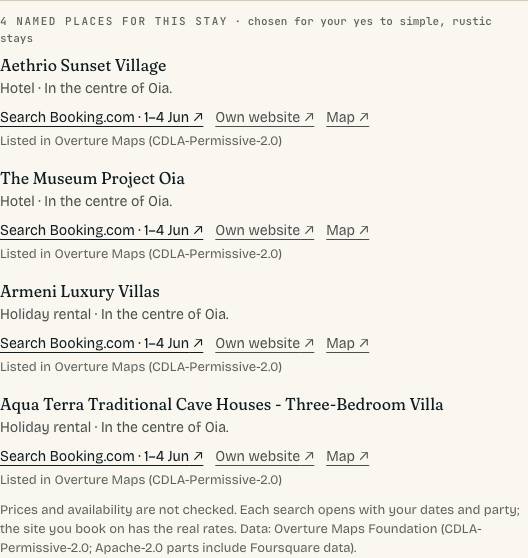 4 NAMED PLACES FOR THIS STAY · chosen for your yes to simple, rustic
stays
Aethrio Sunset Village
Hotel · In the centre of Oia.
Search Booking.com · 1–4 Jun ↗ Own website ↗ Map ↗
Listed in Overture Maps (CDLA-Permissive-2.0)
The Museum Project Oia
Hotel · In the centre of Oia.
Search Booking.com · 1–4 Jun ↗ Own website ↗ Map ↗
Listed in Overture Maps (CDLA-Permissive-2.0)
Armeni Luxury Villas
Holiday rental · In the centre of Oia.
Search Booking.com · 1–4 Jun ↗ Own website ↗ Map ↗
Listed in Overture Maps (CDLA-Permissive-2.0)
Aqua Terra Traditional Cave Houses - Three-Bedroom Villa
Holiday rental · In the centre of Oia.
Search Booking.com · 1–4 Jun ↗ Own website ↗ Map ↗
Listed in Overture Maps (CDLA-Permissive-2.0)
Prices and availability are not checked. Each search opens with your dates and party;
the site you book on has the real rates. Data: Overture Maps Foundation (CDLA-
Permissive-2.0; Apache-2.0 parts include Foursquare data).